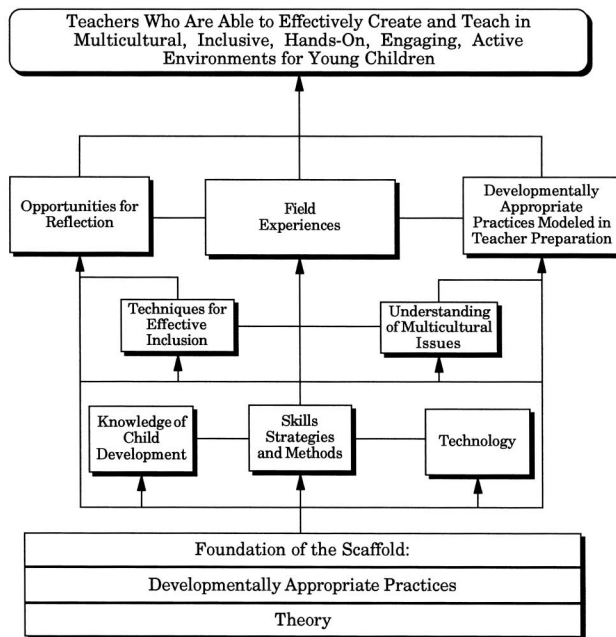 Teachers Who Are Able to Effectively Create and Teach in
Multicultural, Inclusive, Hands-On, Engaging, Active
Environments for Young Children
Opportunities for
Reflection
Field
Experiences
Developmentally
Appropriate
Practices Modeled in
Teacher Preparation
Techniques for
Effective
Inclusion
Understanding
of Multicultural
Issues
Knowledge of
Child
Development
Skills
Strategies
and Methods
Technology
Foundation of the Scaffold:
Developmentally Appropriate Practices
Theory